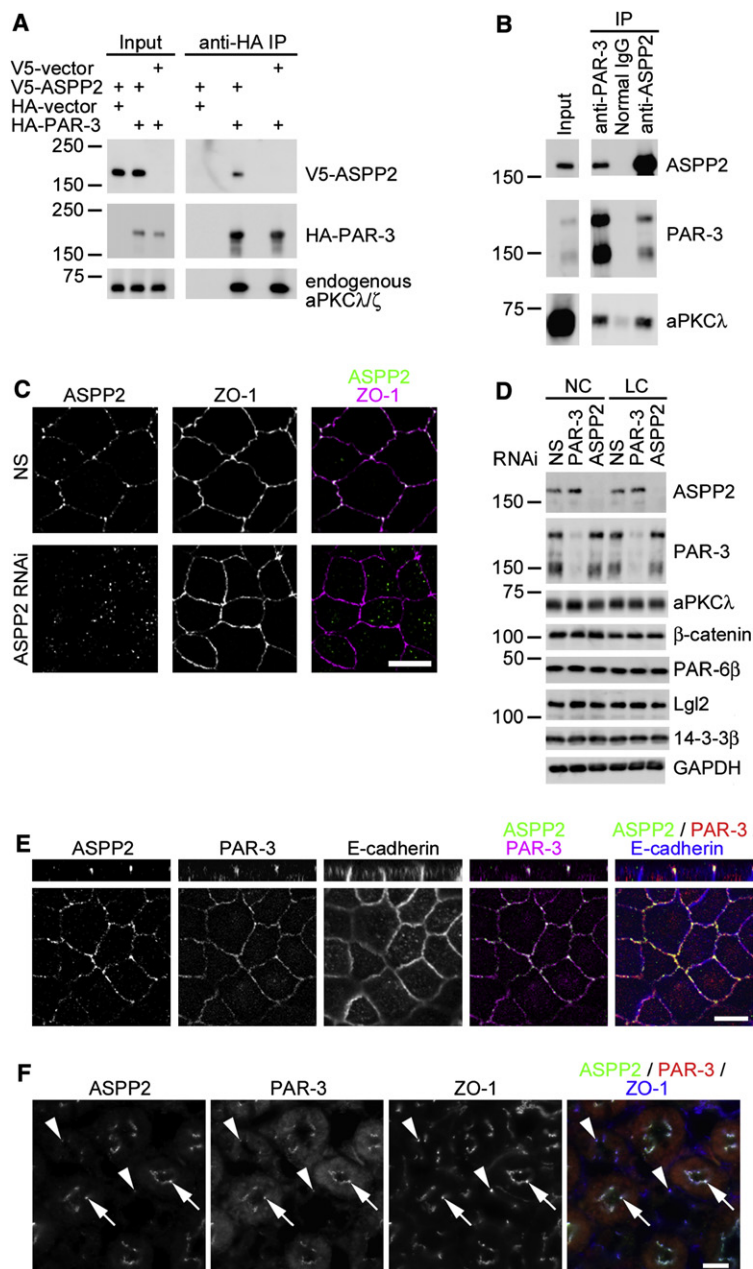 A
Input anti-HA IP
V5-vector + +
V5-ASPP2 + + + +
HA-vector + +
HA-PAR-3 + + + +
250
150
V5-ASPP2
250
150
HA-PAR-3
75
endogenous
aPKCλ/ζ
B
IP
Input
anti-PAR-3
Normal IgG
anti-ASPP2
150
ASPP2
150
PAR-3
75
aPKCλ
C
ASPP2 ZO-1 ASPP2
ZO-1
NS
ASPP2 RNAi
D
NC LC
RNAi NS PAR-3 ASPP2 NS PAR-3 ASPP2
150
ASPP2
150
PAR-3
75
aPKCλ
100
β-catenin
50
PAR-6β
100
Lgl2
14-3-3β
GAPDH
E
ASPP2 PAR-3 E-cadherin ASPP2
PAR-3
ASPP2 / PAR-3
E-cadherin
F
ASPP2 PAR-3 ZO-1 ASPP2 / PAR-3 /
ZO-1